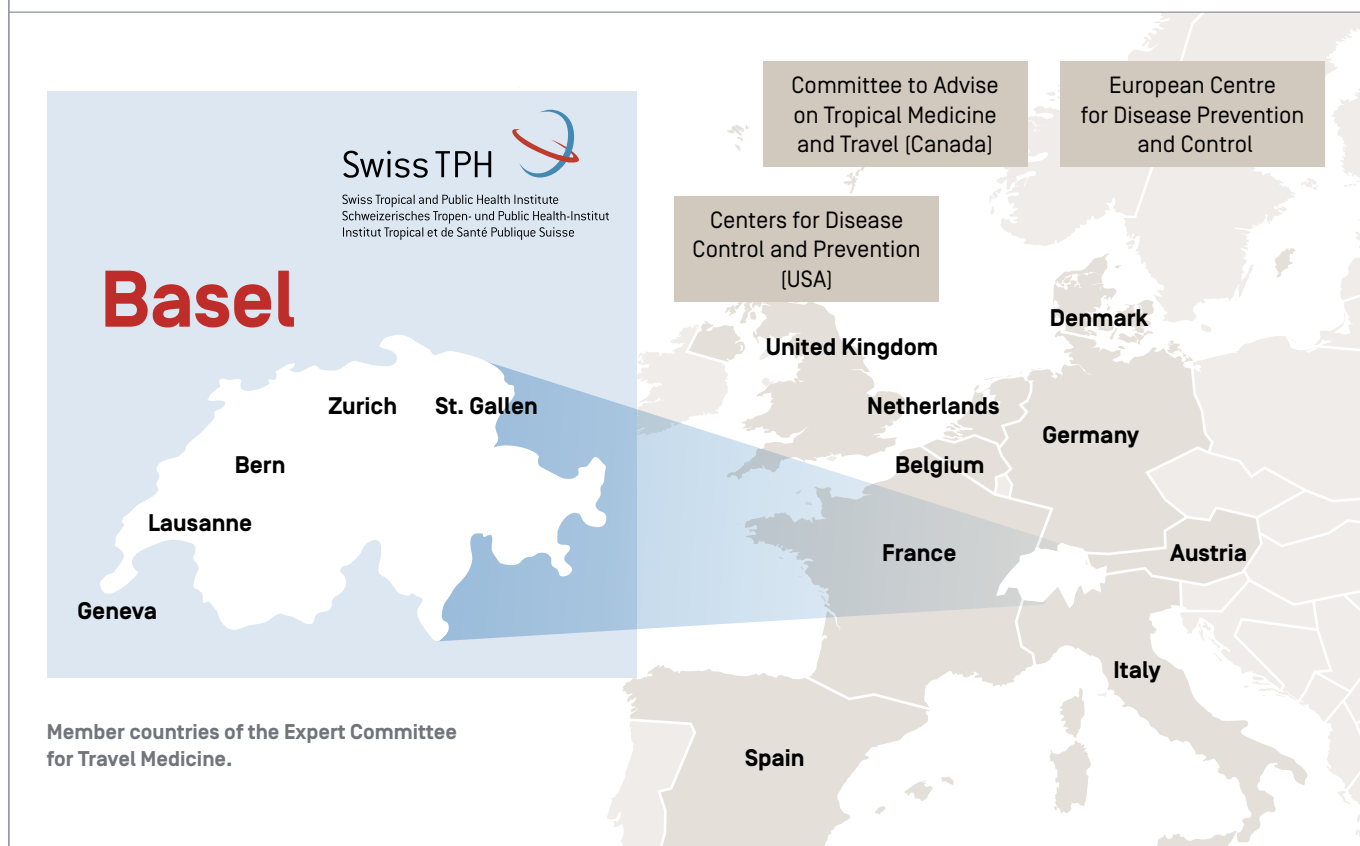 Swiss TPH
Swiss Tropical and Public Health Institute
Schweizerisches Tropen- und Public Health-Institut
Institut Tropical et de Santé Publique Suisse
Basel
Zurich
St. Gallen
Bern
Lausanne
Geneva
Member countries of the Expert Committee
for Travel Medicine.
Committee to Advise
on Tropical Medicine
and Travel (Canada)
European Centre
for Disease Prevention
and Control
Centers for Disease
Control and Prevention
(USA)
Denmark
United Kingdom
Netherlands
Germany
Belgium
France
Austria
Italy
Spain